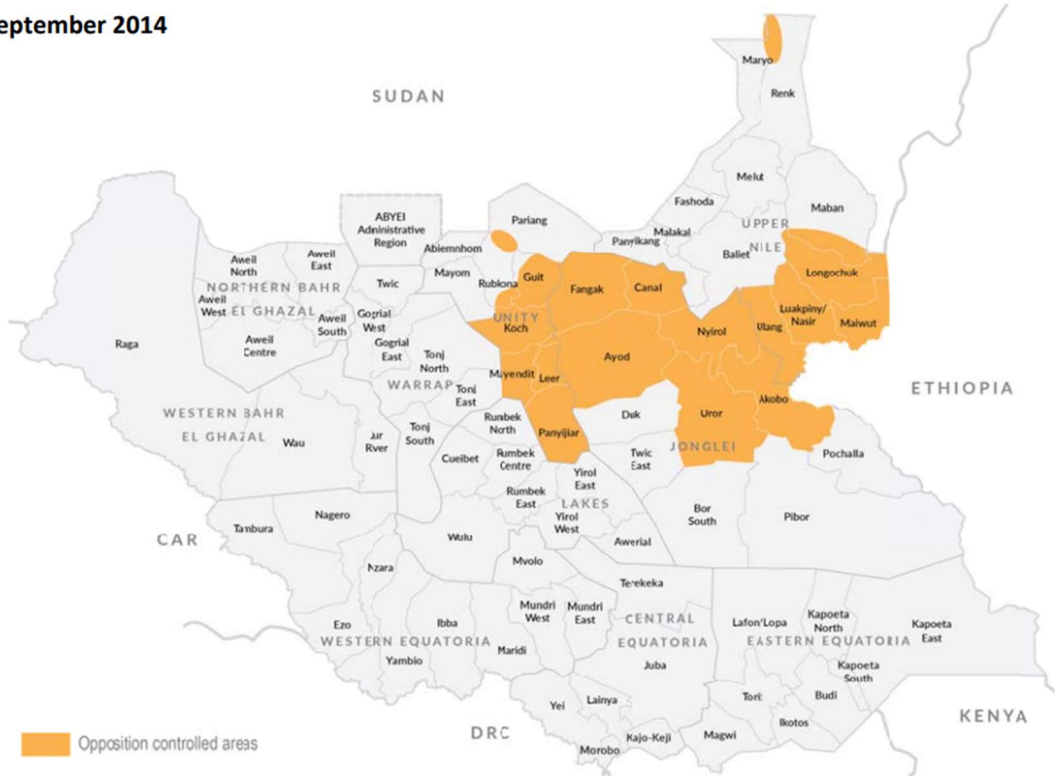 eptember 2014
SUDAN
Maryo
Renk
Melut
Fashoda
Maban
UPPER
NILE
Malakal
Panyikang
Baliet
Longochuk
Luakpiny/
Nasir
Maiwut
Ulang
ABYEI
Administrative
Region
Pariang
Abiemnhom
Mayom
Rubkona
Guit
Fangak
Canal
Nyirol
UNITY
Koch
Ayod
Mayendit
Leer
Panyijiar
Duk
Uror
Akobo
JONGLEI
Pochalla
Twic
East
Bor
South
Pibor
Aweil
North
Aweil
East
NORTHERN BAHR
EL GHAZAL
Aweil
West
Aweil
South
Aweil
Centre
Twic
Gogrial
West
Gogrial
East
Tonj
North
WARRAP
Tonj
East
Tonj
South
Raga
WESTERN BAHR
EL GHAZAL
Wau
Jur
River
Rumbek
North
Cueibet
Rumbek
Centre
Rumbek
East
Yirol
East
LAKES
Yirol
West
Wulu
Awerial
ETHIOPIA
CAR
Tambura
Nagero
Nzara
Ezo
Ibba
WESTERN EQUATORIA
Yambio
Maridi
Mvolo
Mundri
West
Mundri
East
Terekeka
CENTRAL
EQUATORIA
Juba
Yei
Lainya
Morobo
Kajo-Keji
Lafon/Lopa
Kapoeta
North
EASTERN EQUATORIA
Kapoeta
East
Kapoeta
South
Torit
Budi
Ikotos
Magwi
DRC
KENYA
Opposition controlled areas